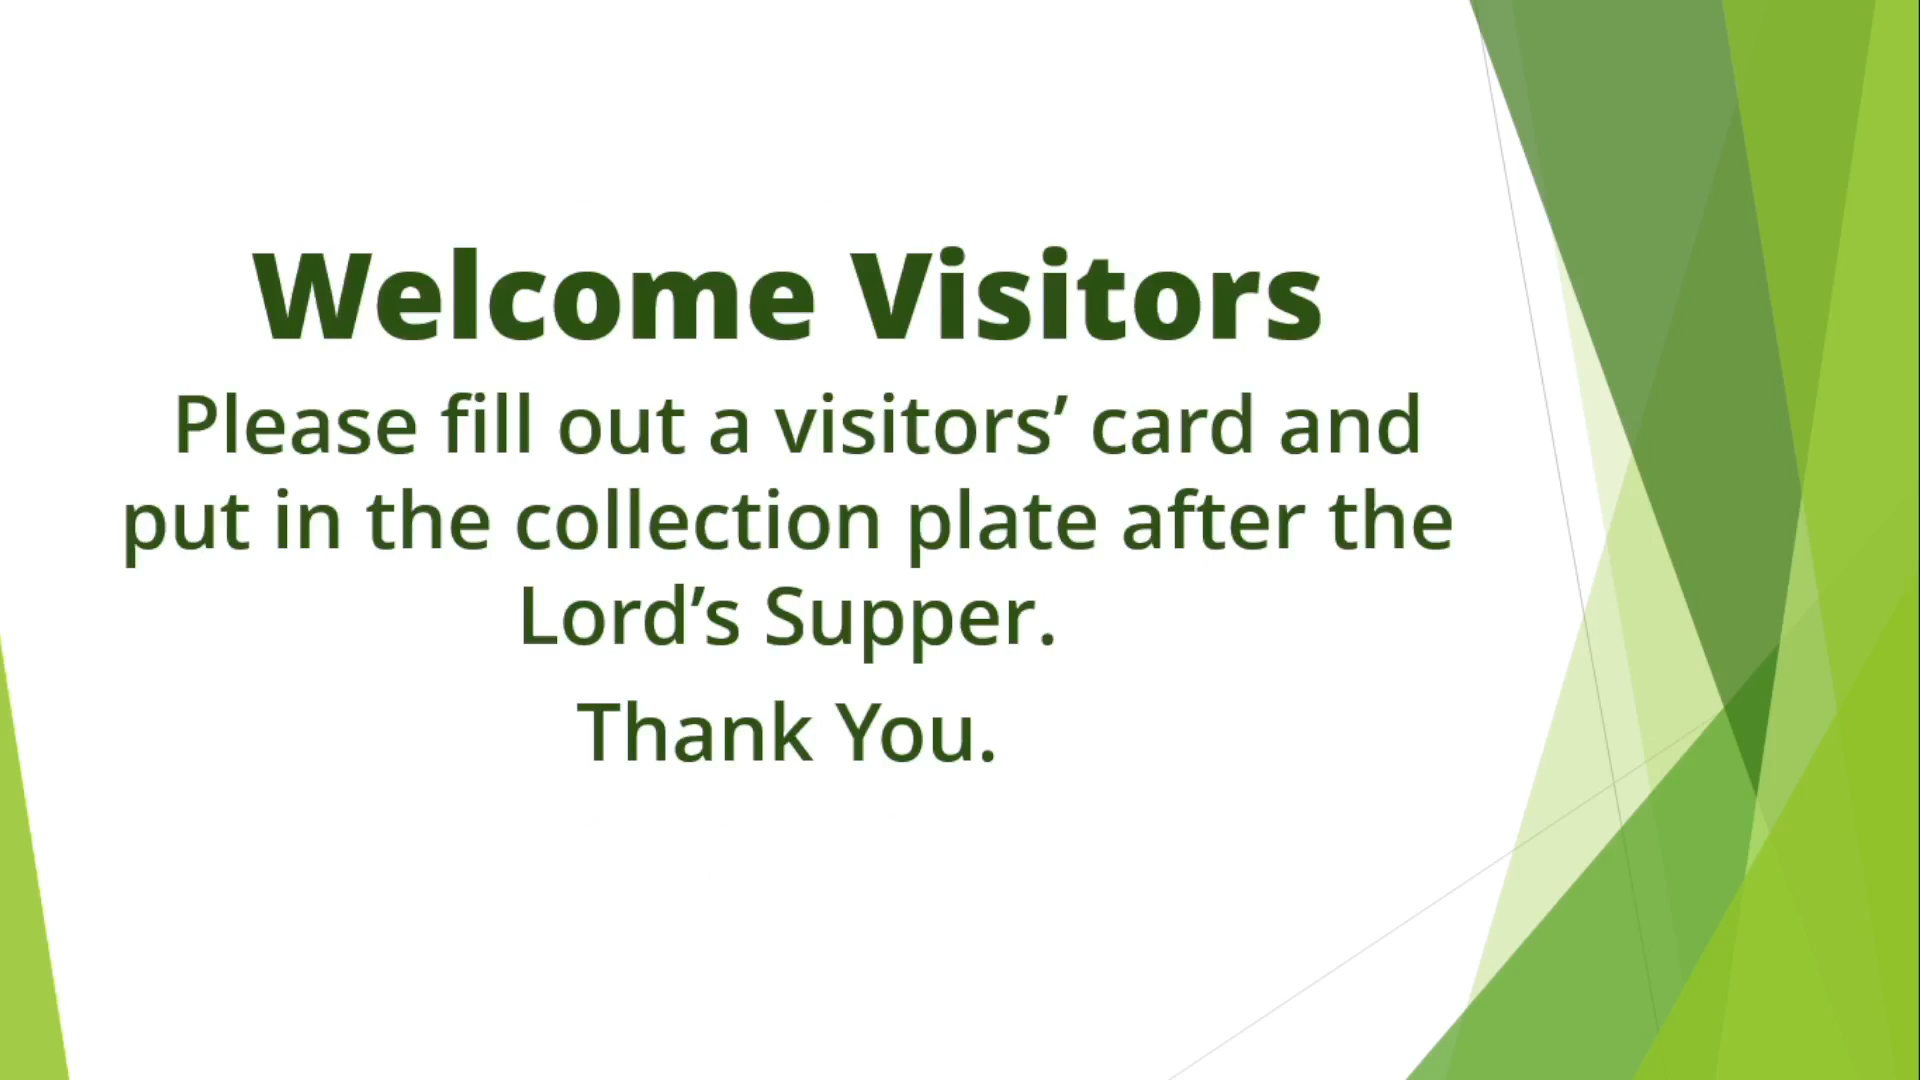 Welcome Visitors
Please fill out a visitors’ card and
put in the collection plate after the
Lord’s Supper.
Thank You.